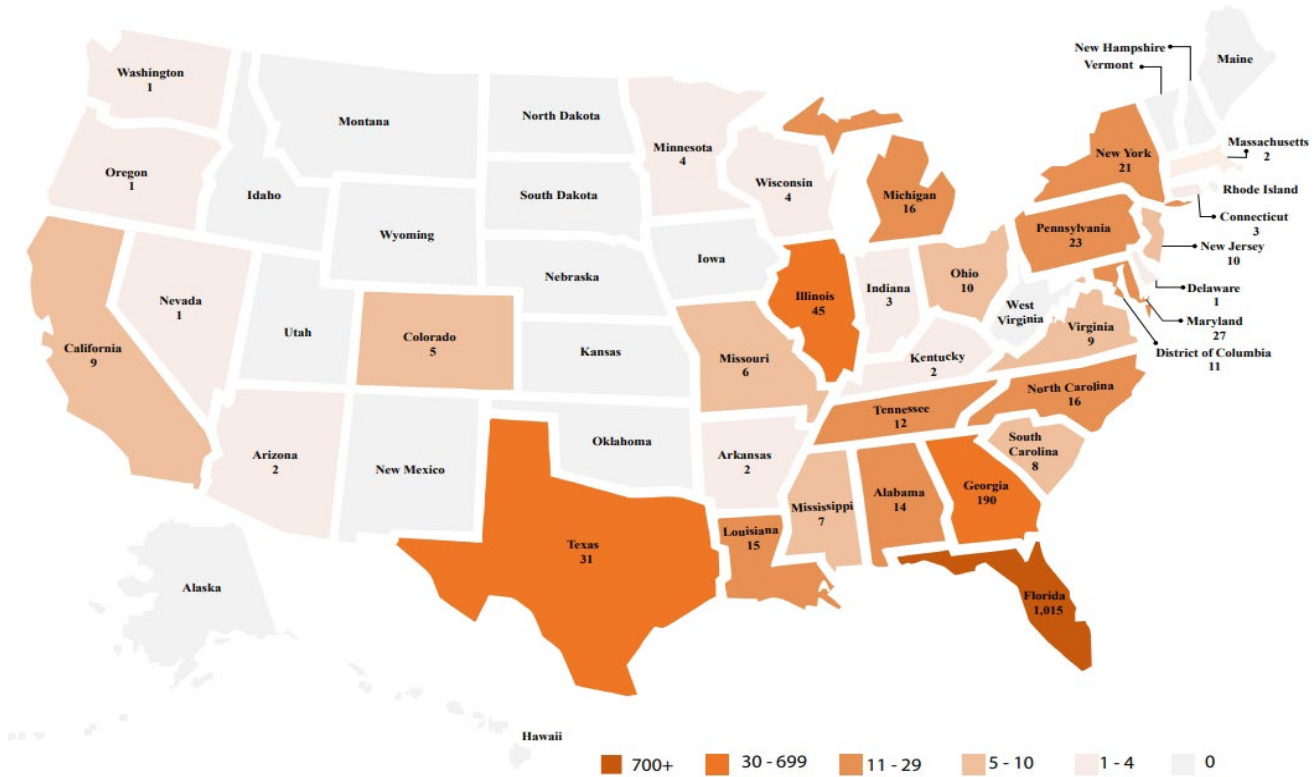 New Hampshire
Vermont
Maine
Washington
1
Montana
North Dakota
Minnesota
4
Massachusetts
2
New York
21
Oregon
1
Idaho
South Dakota
Wisconsin
4
Michigan
16
Rhode Island
Connecticut
3
Wyoming
Pennsylvania
23
New Jersey
10
Iowa
Nebraska
Nevada
1
Utah
Colorado
5
Kansas
Illinois
45
Indiana
3
Ohio
10
West
Virginia
Delaware
1
Maryland
27
District of Columbia
11
Virginia
9
California
9
Missouri
6
Kentucky
2
North Carolina
16
Tennessee
12
Arizona
2
New Mexico
Oklahoma
Arkansas
2
South
Carolina
8
Mississippi
7
Alabama
14
Georgia
190
Texas
31
Louisiana
15
Alaska
Florida
1,015
Hawaii
700+
30 - 699
11 - 29
5 - 10
1 - 4
0